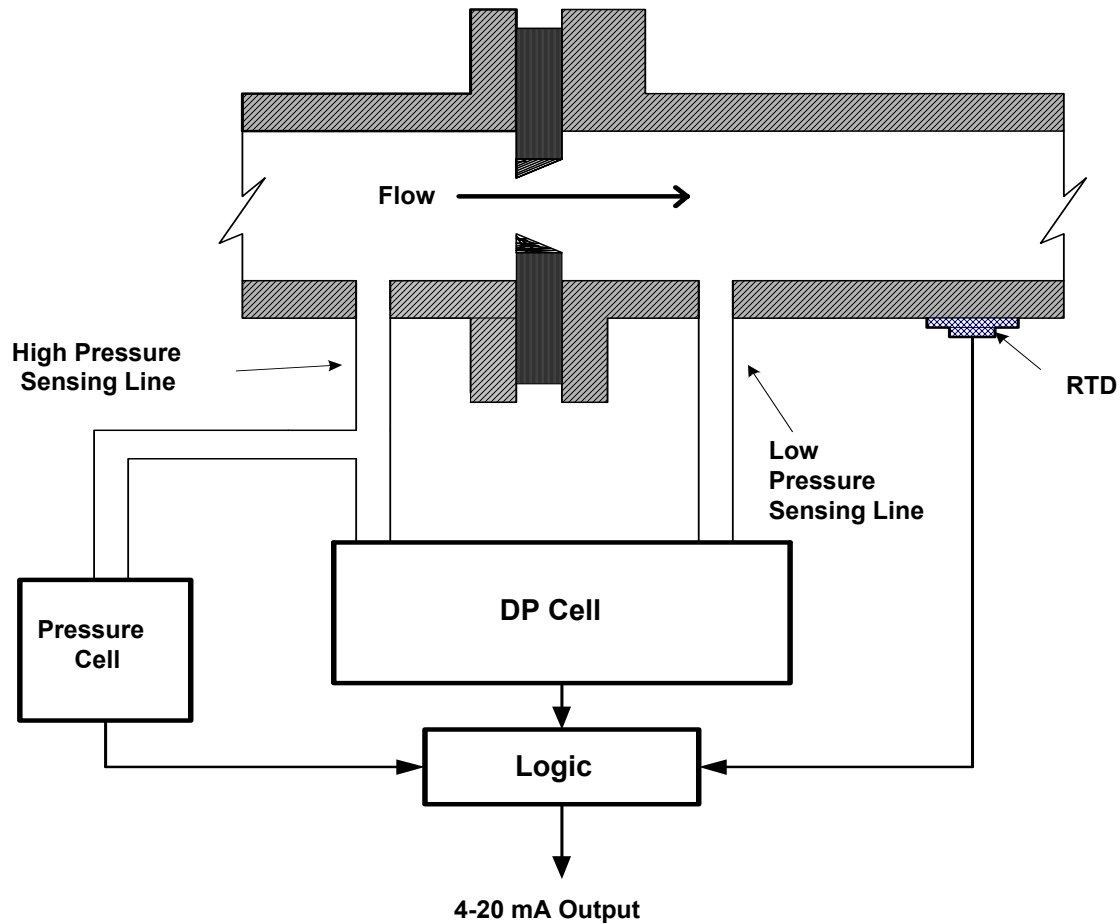 Flow
High Pressure
Sensing Line
RTD
Low
Pressure
Sensing Line
DP Cell
Pressure
Cell
Logic
4-20 mA Output